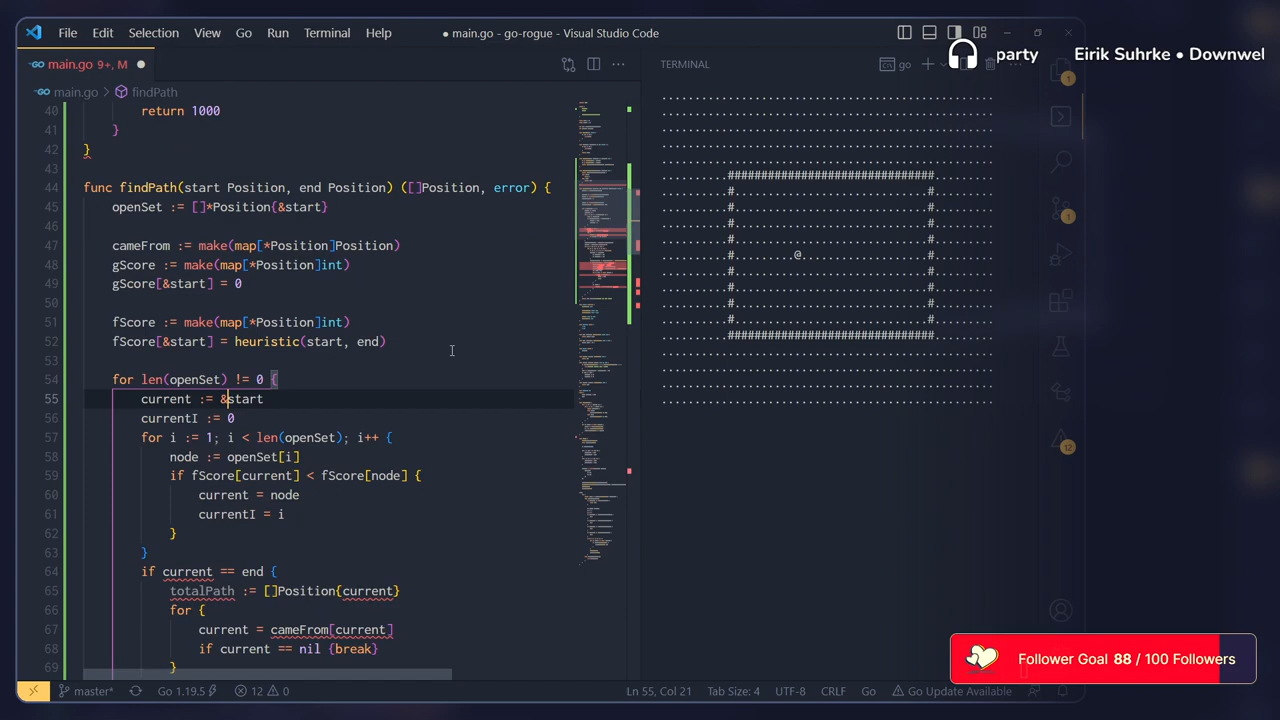 File Edit Selection View Go Run Terminal Help
● main.go - go-rogue - Visual Studio Code
party Eirik Suhrke • Downwel
main.go 9+, M ●
TERMINAL
go
main.go > findPath
40 return 1000
41 }
42 }
43
44 func findPath(start Position, end Position) ([]Position, error) {
45 openSet := []*Position{&start}
46
47 cameFrom := make(map[*Position]Position)
48 gScore := make(map[*Position]int)
49 gScore[&start] = 0
50
51 fScore := make(map[*Position]int)
52 fScore[&start] = heuristic(start, end)
53
54 for len(openSet) != 0 {
55 current := &start
56 currentI := 0
57 for i := 1; i < len(openSet); i++ {
58 node := openSet[i]
59 if fScore[current] < fScore[node] {
60 current = node
61 currentI = i
62 }
63 }
64 if current == end {
65 totalPath := []Position{current}
66 for {
67 current = cameFrom[current]
68 if current == nil {break}
69 }
@
1
1
12
Follower Goal 88 / 100 Followers
master*
Go 1.19.5
12 0
Ln 55, Col 21
Tab Size: 4
UTF-8
CRLF
Go
Go Update Available